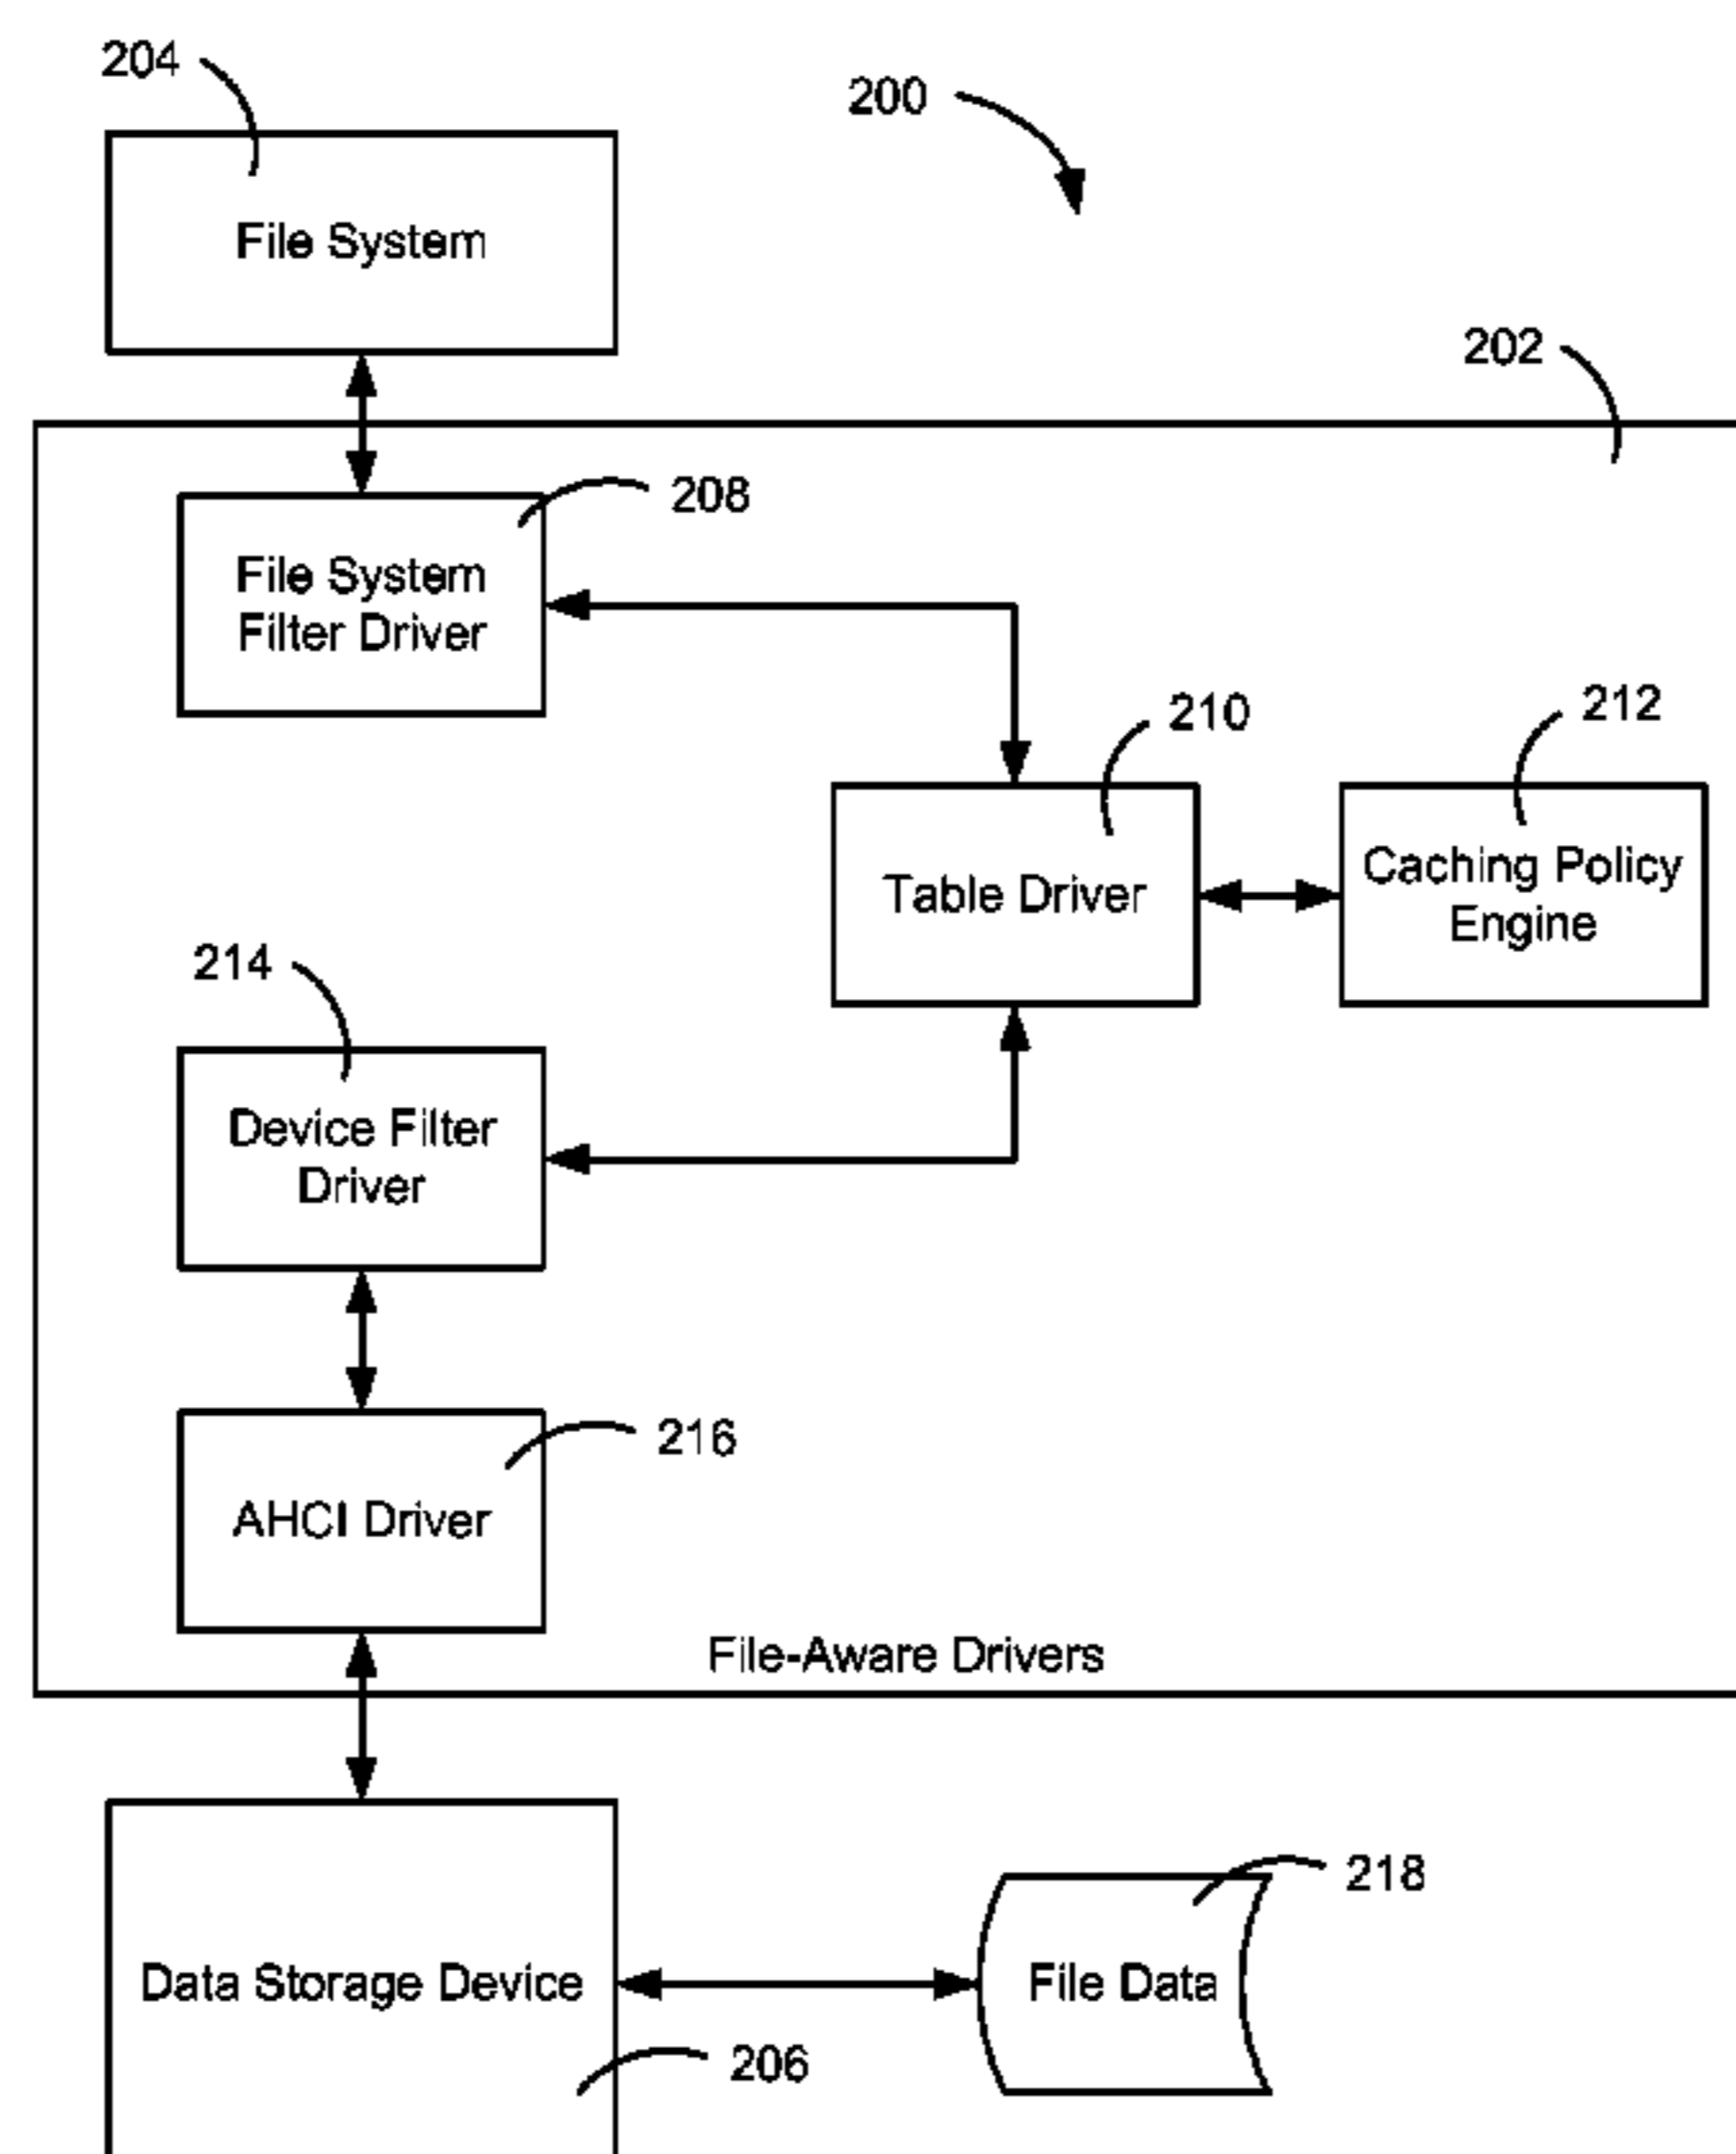 204
200
File System
202
208
File System
Filter Driver
210
212
Table Driver
Caching Policy
Engine
214
Device Filter
Driver
216
AHCI Driver
File-Aware Drivers
218
Data Storage Device
File Data
206